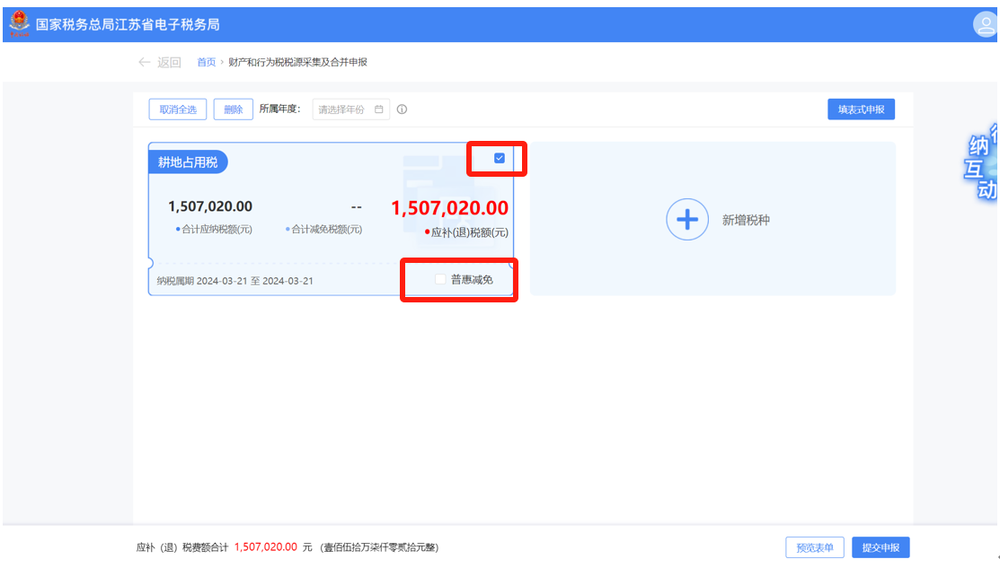 国家税务总局江苏省电子税务局
返回 首页 › 财产和行为税税源采集及合并申报
取消全选 删除 所属年度： 请选择年份 填表式申报
纳
互
动
耕地占用税
1,507,020.00 -- 1,507,020.00
合计应纳税额(元) 合计减免税额(元) 应补(退)税额(元)
新增税种
纳税属期 2024-03-21 至 2024-03-21 普惠减免
应补（退）税费额合计 1,507,020.00 元 （壹佰伍拾万柒仟零贰拾元整） 预览表单 提交申报